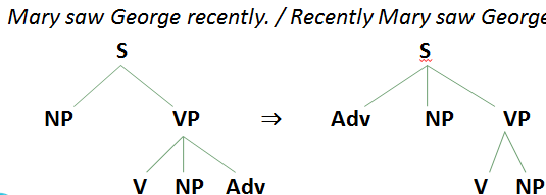 Mary saw George recently. / Recently Mary saw George
S S
NP VP ⇒ Adv NP VP
V NP Adv V NP